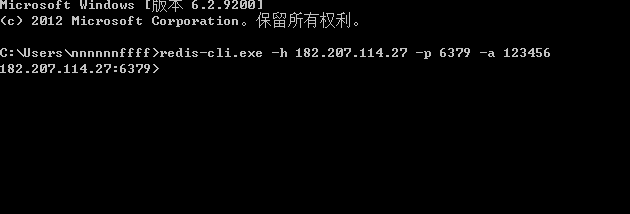 Microsoft Windows [版本 6.2.9200]
(c) 2012 Microsoft Corporation。保留所有权利。
C:\Users\nnnnnnffff>redis-cli.exe -h 182.207.114.27 -p 6379 -a 123456
182.207.114.27:6379>